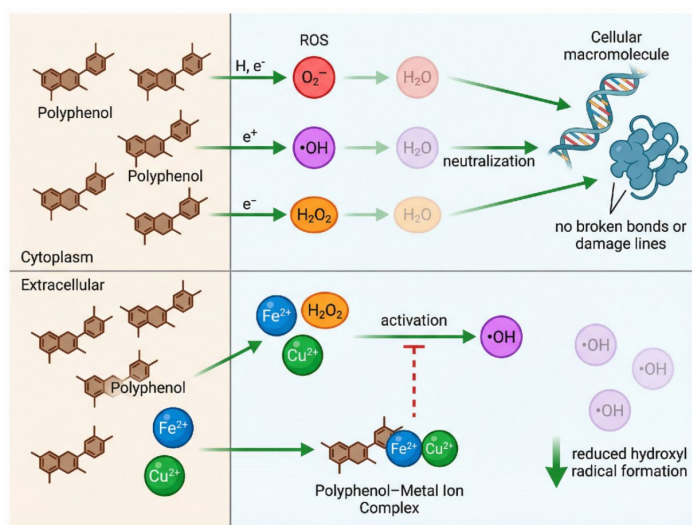 ROS
Cellular
macromolecule
H, e⁻
O₂⁻
H₂O
Polyphenol
e⁺
•OH
H₂O
neutralization
Polyphenol
e⁻
H₂O₂
H₂O
no broken bonds or
damage lines
Cytoplasm
Extracellular
Fe²⁺
H₂O₂
activation
•OH
Cu²⁺
•OH
•OH
•OH
Polyphenol
Fe²⁺
Cu²⁺
Fe²⁺
Cu²⁺
reduced hydroxyl
radical formation
Polyphenol–Metal Ion
Complex